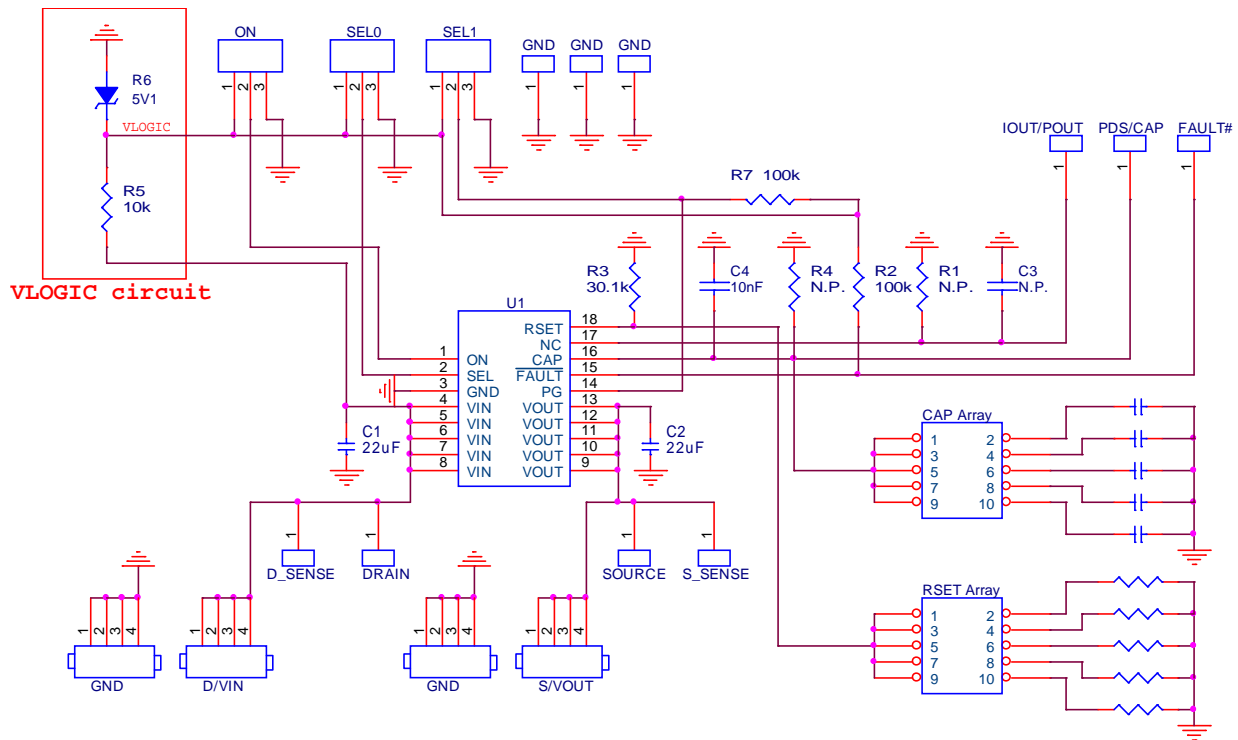 ON
SEL0
SEL1
GND
GND
GND
R6
5V1
VLOGIC
1
2
3
1
2
3
1
2
3
1
1
1
IOUT/POUT
PDS/CAP
FAULT#
1
1
1
R5
10k
VLOGIC circuit
R7 100k
R3
30.1k
C4
10nF
R4
N.P.
R2
100k
R1
N.P.
C3
N.P.
U1
1
2
3
4
5
6
7
8
ON
SEL
GND
VIN
VIN
VIN
VIN
VIN
RSET
NC
CAP
FAULT
PG
VOUT
VOUT
VOUT
VOUT
VOUT
18
17
16
15
14
13
12
11
10
9
C1
22uF
C2
22uF
CAP Array
1 2
3 4
5 6
7 8
9 10
1
D_SENSE
1
DRAIN
1
SOURCE
1
S_SENSE
RSET Array
1 2
3 4
5 6
7 8
9 10
1
2
3
4
GND
1
2
3
4
D/VIN
1
2
3
4
GND
1
2
3
4
S/VOUT